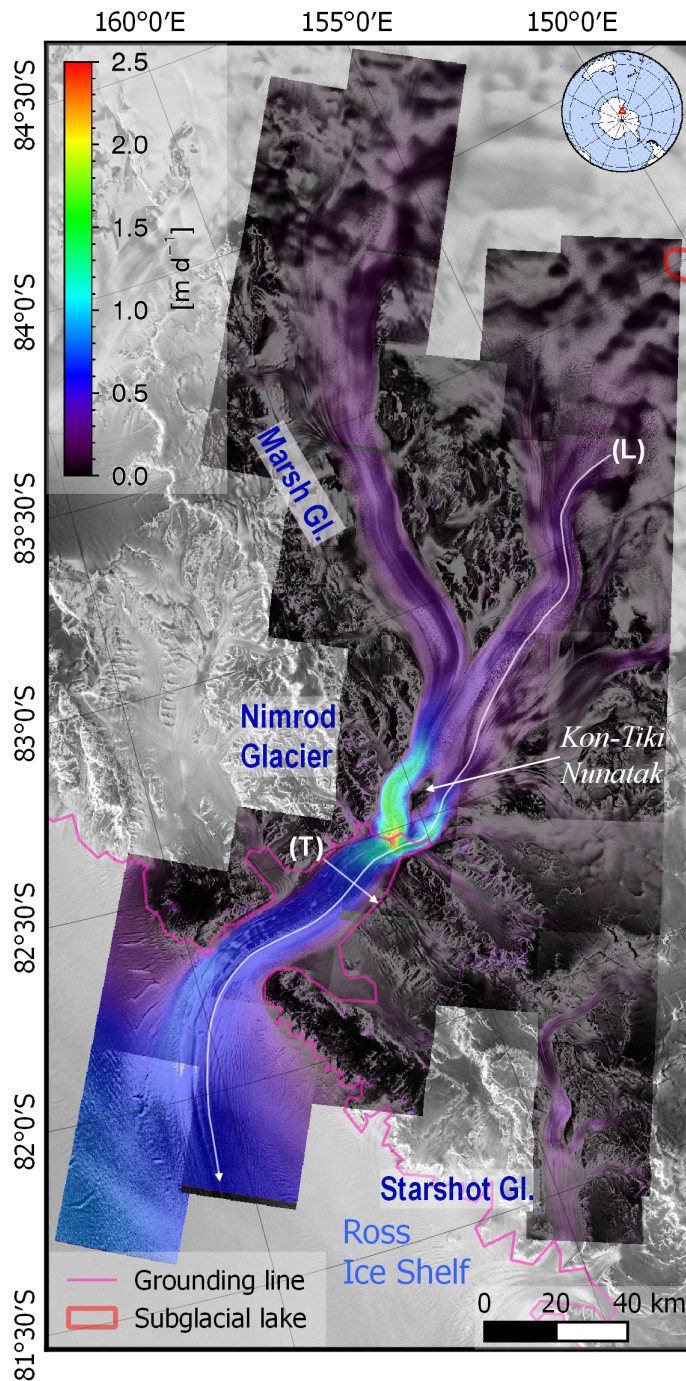 160°0′E
155°0′E
150°0′E
84°30′S
84°0′S
83°30′S
83°0′S
82°30′S
82°0′S
81°30′S
2.5
2.0
1.5
1.0
0.5
0.0
[m d⁻¹]
Marsh Gl.
(L)
Nimrod
Glacier
Kon-Tiki
Nunatak
(T)
Starshot Gl.
Ross
Ice Shelf
Grounding line
Subglacial lake
0 20 40 km